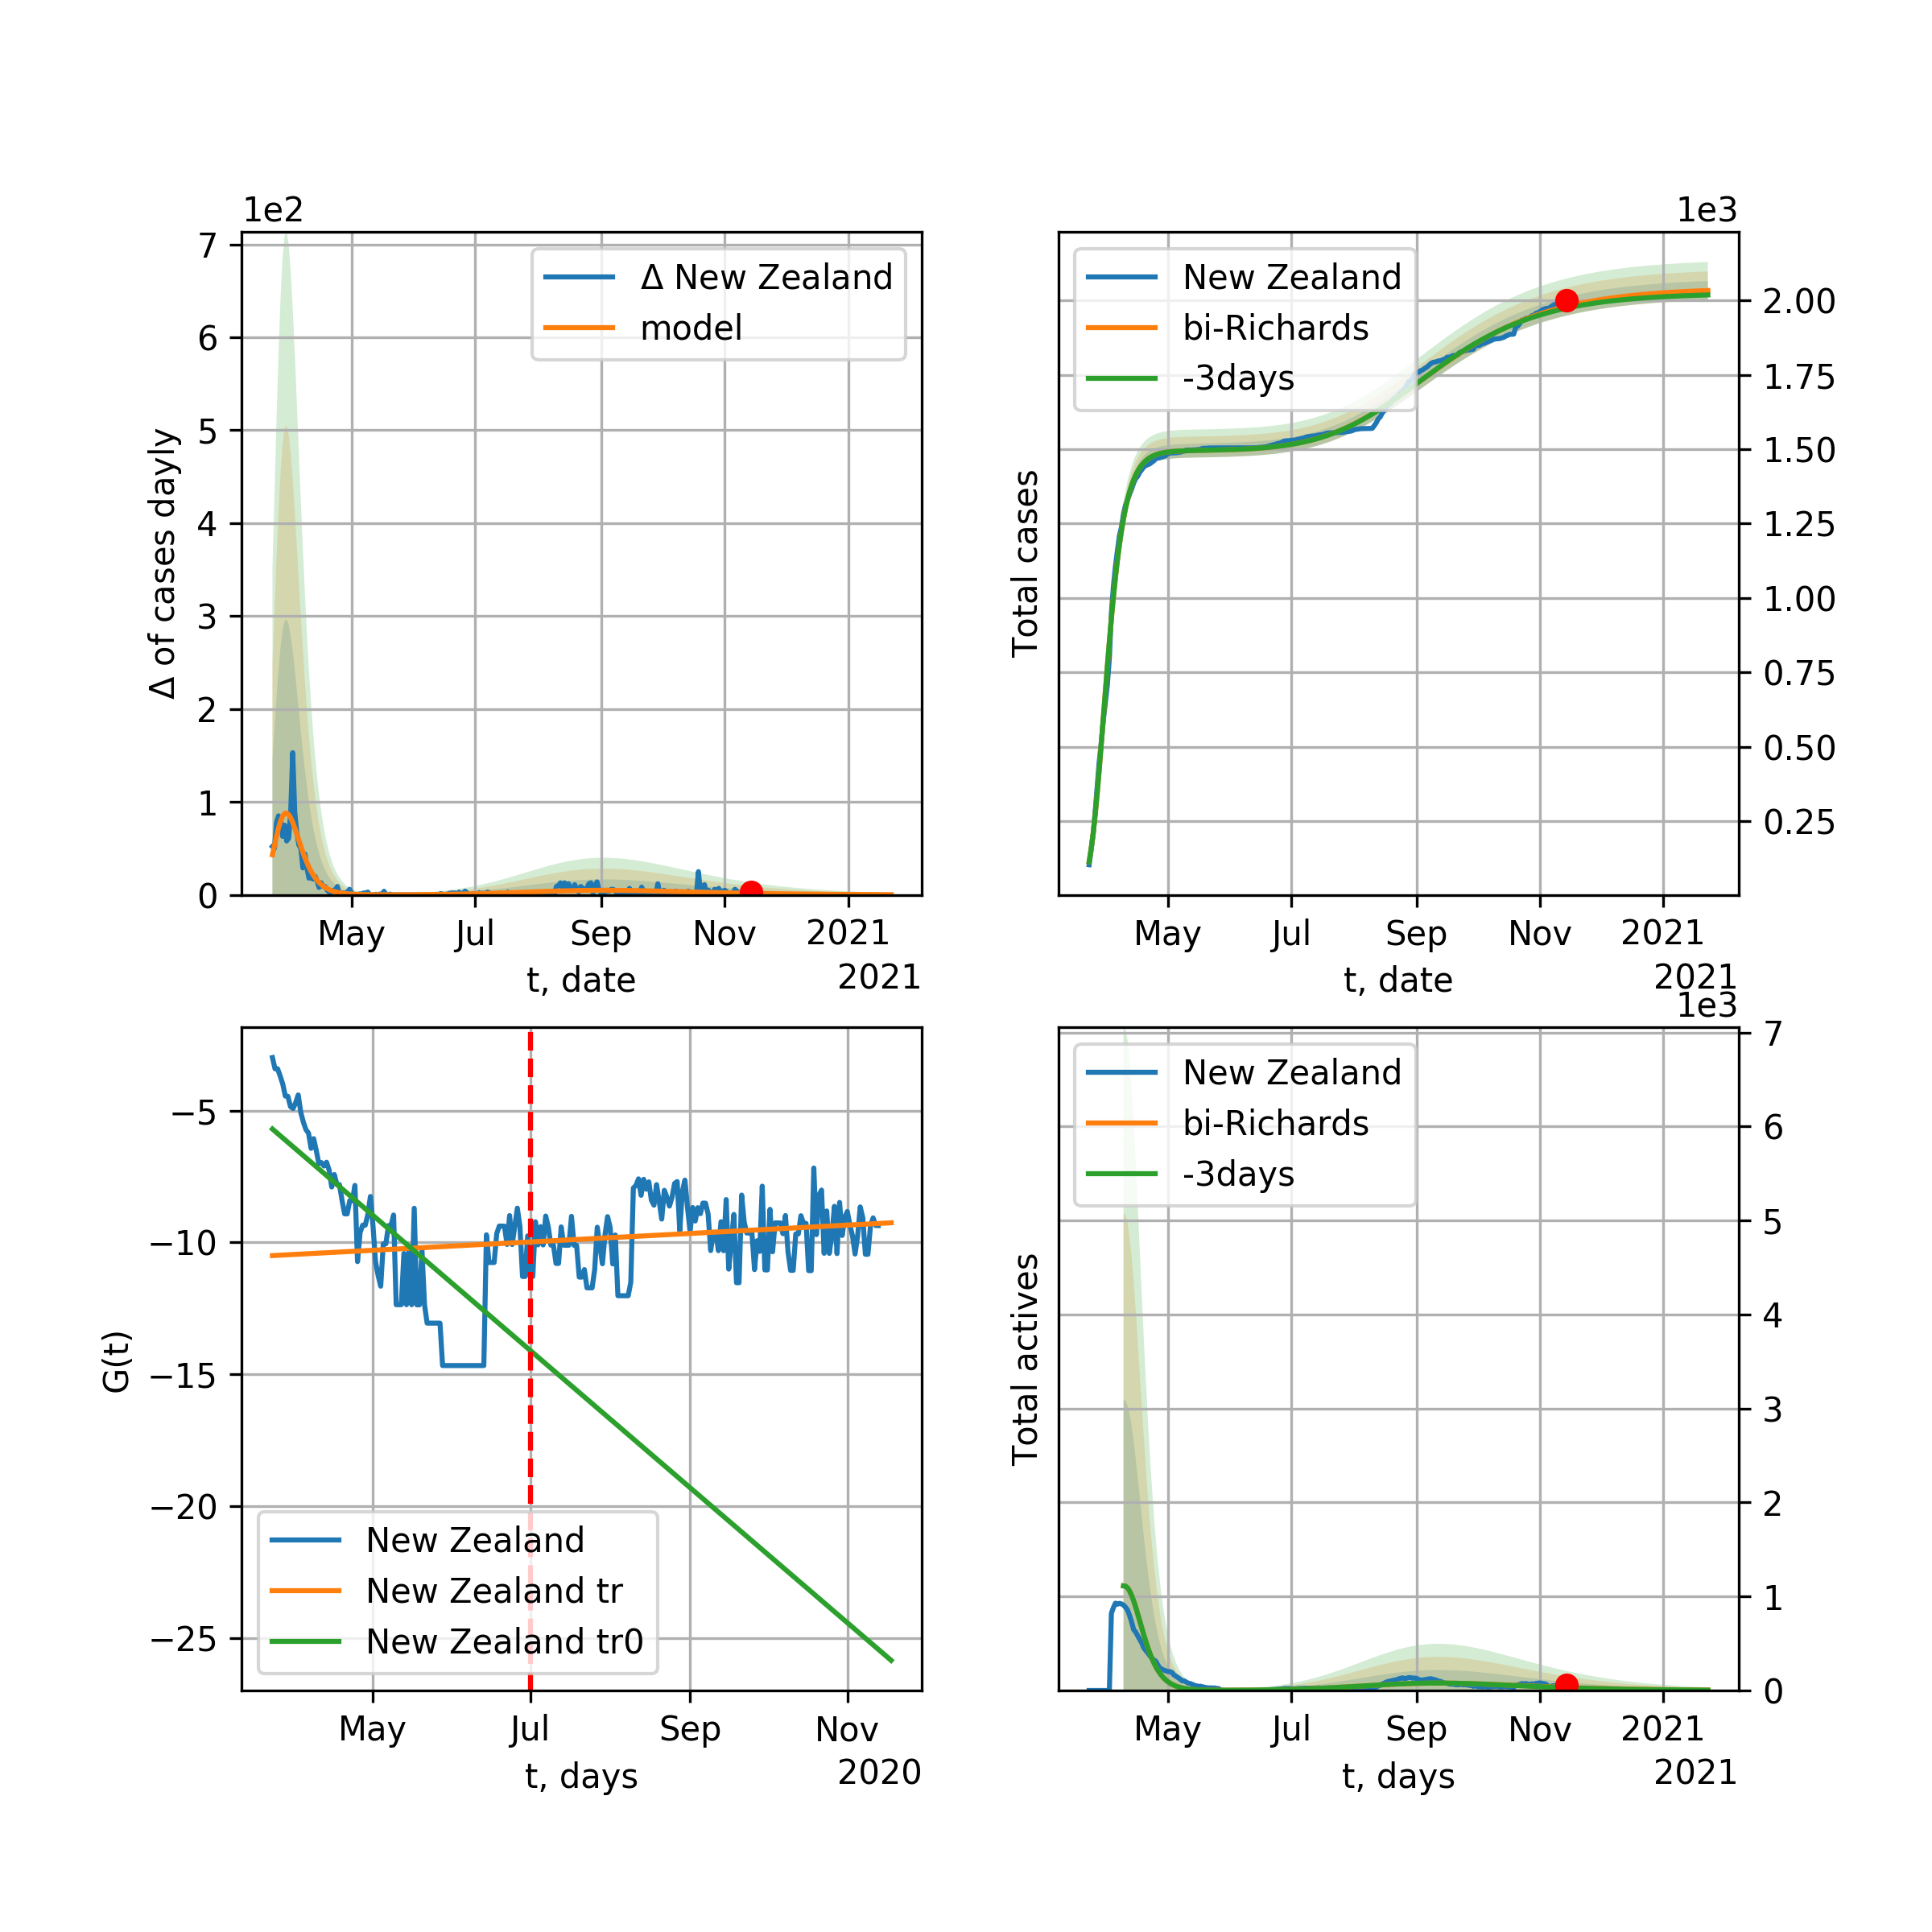 1e2
7
6
5
4
3
2
1
0
Δ of cases dayly
Δ New Zealand
model
May
Jul
Sep
Nov
2021
t, date
2021
1e3
New Zealand
bi-Richards
-3days
2.00
1.75
1.50
1.25
1.00
0.75
0.50
0.25
Total cases
May
Jul
Sep
Nov
2021
t, date
2021
−5
−10
−15
−20
−25
G(t)
New Zealand
New Zealand tr
New Zealand tr0
May
Jul
Sep
Nov
t, days
2020
1e3
New Zealand
bi-Richards
-3days
7
6
5
4
3
2
1
0
Total actives
May
Jul
Sep
Nov
2021
t, days
2021